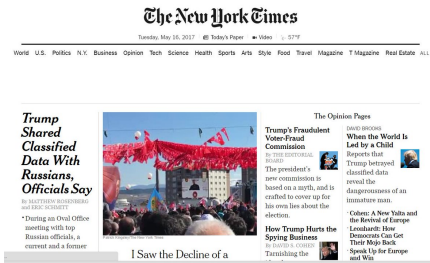 The New York Times
Tuesday, May 16, 2017 Today's Paper Video 57°F
World U.S. Politics N.Y. Business Opinion Tech Science Health Sports Arts Style Food Travel Magazine T Magazine Real Estate ALL
Trump
Shared
Classified
Data With
Russians,
Officials Say
By MATTHEW ROSENBERG
and ERIC SCHMITT
• During an Oval Office
meeting with top
Russian officials, a
current and a former
I Saw the Decline of a
The Opinion Pages
Trump's Fraudulent
Voter-Fraud
Commission
By THE EDITORIAL
BOARD
The president's
new commission is
based on a myth, and is
crafted to cover up for
his own lies about the
election.
How Trump Hurts the
Spying Business
By DAVID S. COHEN
Tarnishing the
DAVID BROOKS
When the World Is
Led by a Child
Reports that
Trump betrayed
classified data
reveal the
dangerousness of an
immature man.
· Cohen: A New Yalta and
the Revival of Europe
· Leonhardt: How
Democrats Can Get
Their Mojo Back
· Speak Up for Europe
and Win